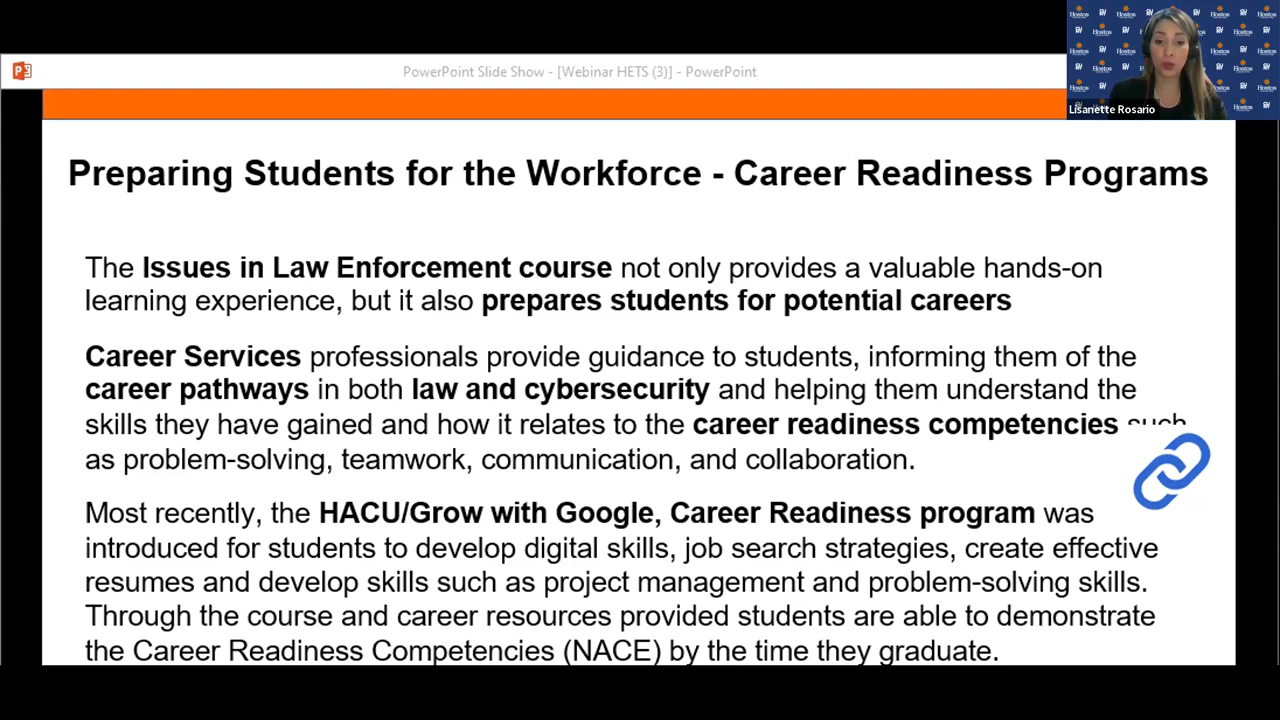 PowerPoint Slide Show - [Webinar HETS (3)] - PowerPoint
Lisanette Rosario
Preparing Students for the Workforce - Career Readiness Programs
The Issues in Law Enforcement course not only provides a valuable hands-on
learning experience, but it also prepares students for potential careers
Career Services professionals provide guidance to students, informing them of the
career pathways in both law and cybersecurity and helping them understand the
skills they have gained and how it relates to the career readiness competencies such
as problem-solving, teamwork, communication, and collaboration.
Most recently, the HACU/Grow with Google, Career Readiness program was
introduced for students to develop digital skills, job search strategies, create effective
resumes and develop skills such as project management and problem-solving skills.
Through the course and career resources provided students are able to demonstrate
the Career Readiness Competencies (NACE) by the time they graduate.